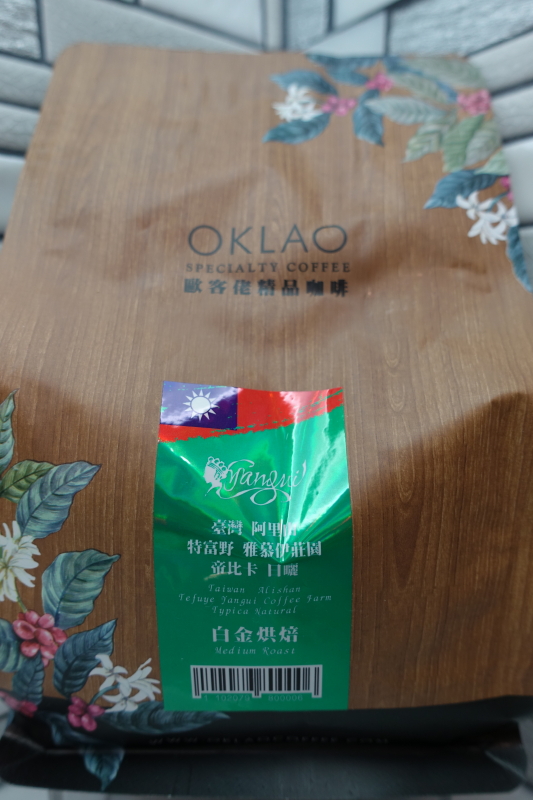 OKLAO
SPECIALTY COFFEE
歐客佬精品咖啡
Yangui
臺灣 阿里山
特富野 雅慕伊莊園
帝比卡 日曬
Taiwan Alishan
Tefuye Yangui Coffee Farm
Typica Natural
白金烘焙
Medium Roast